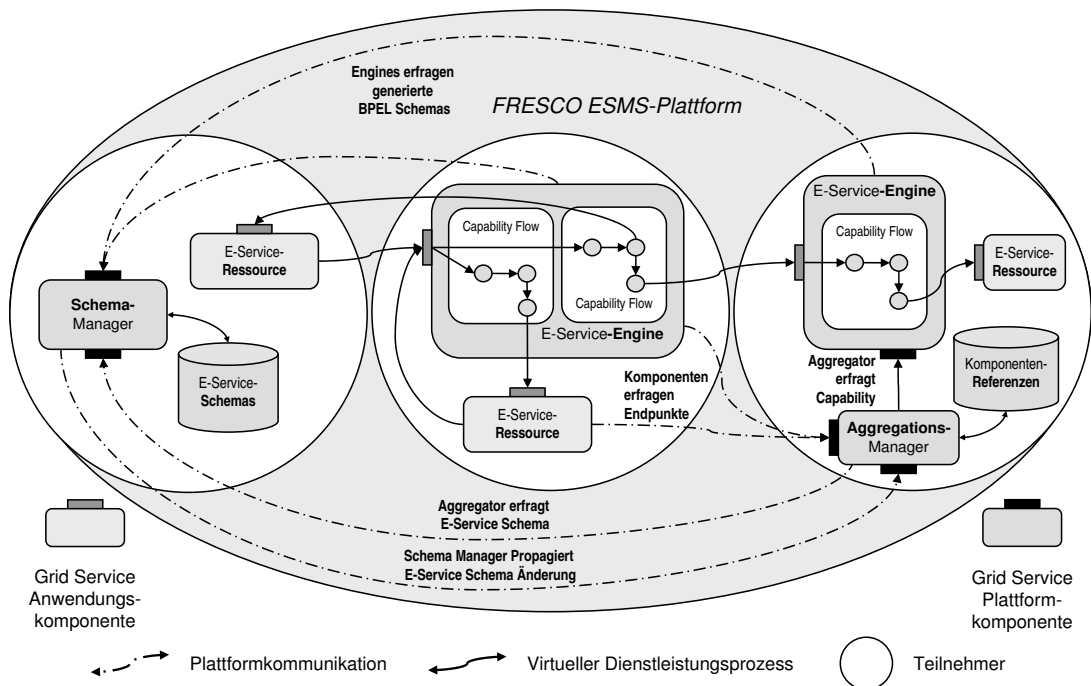 Engines erfragen
generierte
BPEL Schemas
FRESCO ESMS-Plattform
E-Service-
Ressource
Schema-
Manager
E-Service-
Schemas
Capability Flow
Capability Flow
E-Service-Engine
E-Service-
Ressource
Komponenten
erfragen
Endpunkte
E-Service-Engine
Capability Flow
E-Service-
Ressource
Aggregator
erfragt
Capability
Komponenten-
Referenzen
Aggregations-
Manager
Aggregator erfragt
E-Service Schema
Schema Manager Propagiert
E-Service Schema Änderung
Grid Service
Anwendungs-
komponente
Grid Service
Plattform-
komponente
Plattformkommunikation
Virtueller Dienstleistungsprozess
Teilnehmer